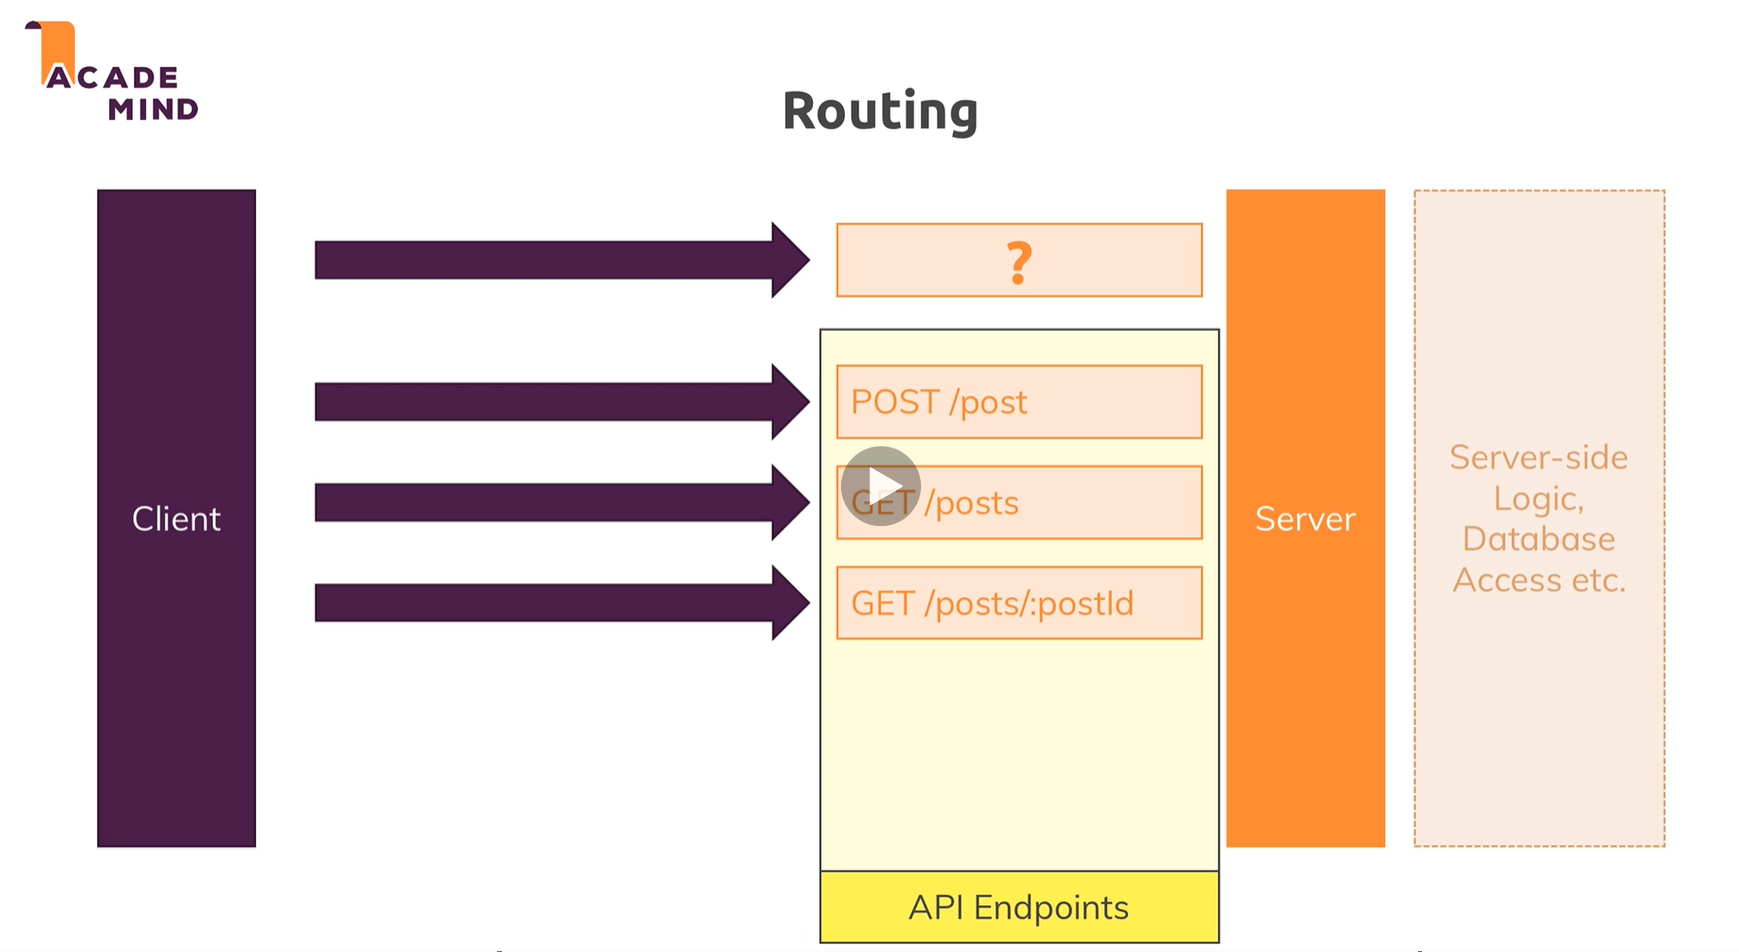 ACADE
MIND
Routing
Client
?
POST /post
GET /posts
GET /posts/:postId
API Endpoints
Server
Server-side
Logic,
Database
Access etc.